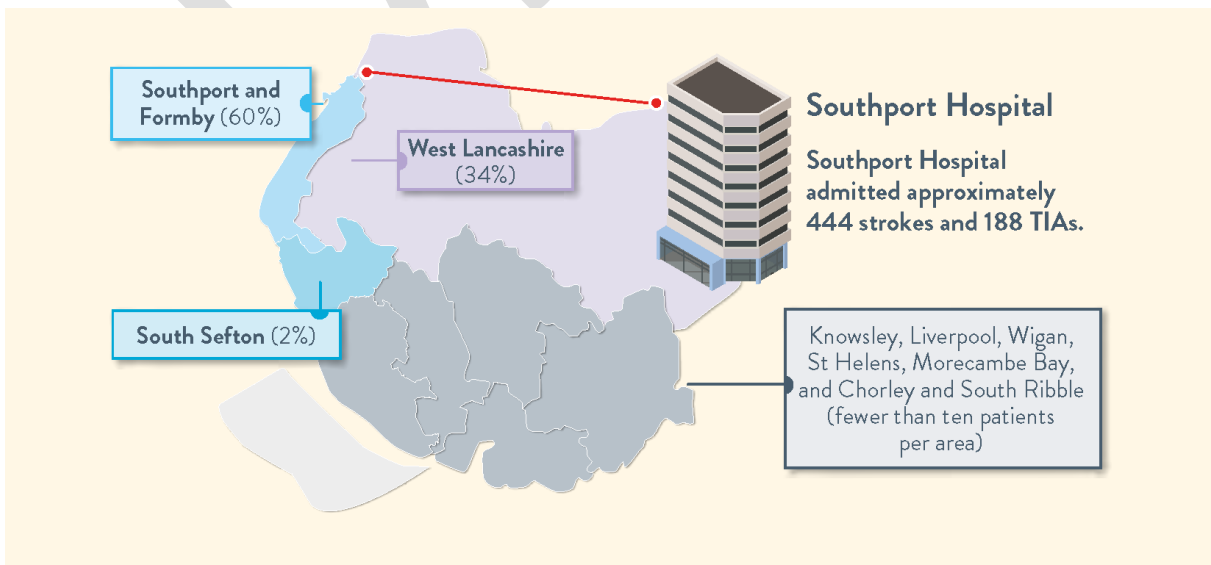 Southport and
Formby (60%)
West Lancashire
(34%)
South Sefton (2%)
Southport Hospital
Southport Hospital
admitted approximately
444 strokes and 188 TIAs.
Knowsley, Liverpool, Wigan,
St Helens, Morecambe Bay,
and Chorley and South Ribble
(fewer than ten patients
per area)